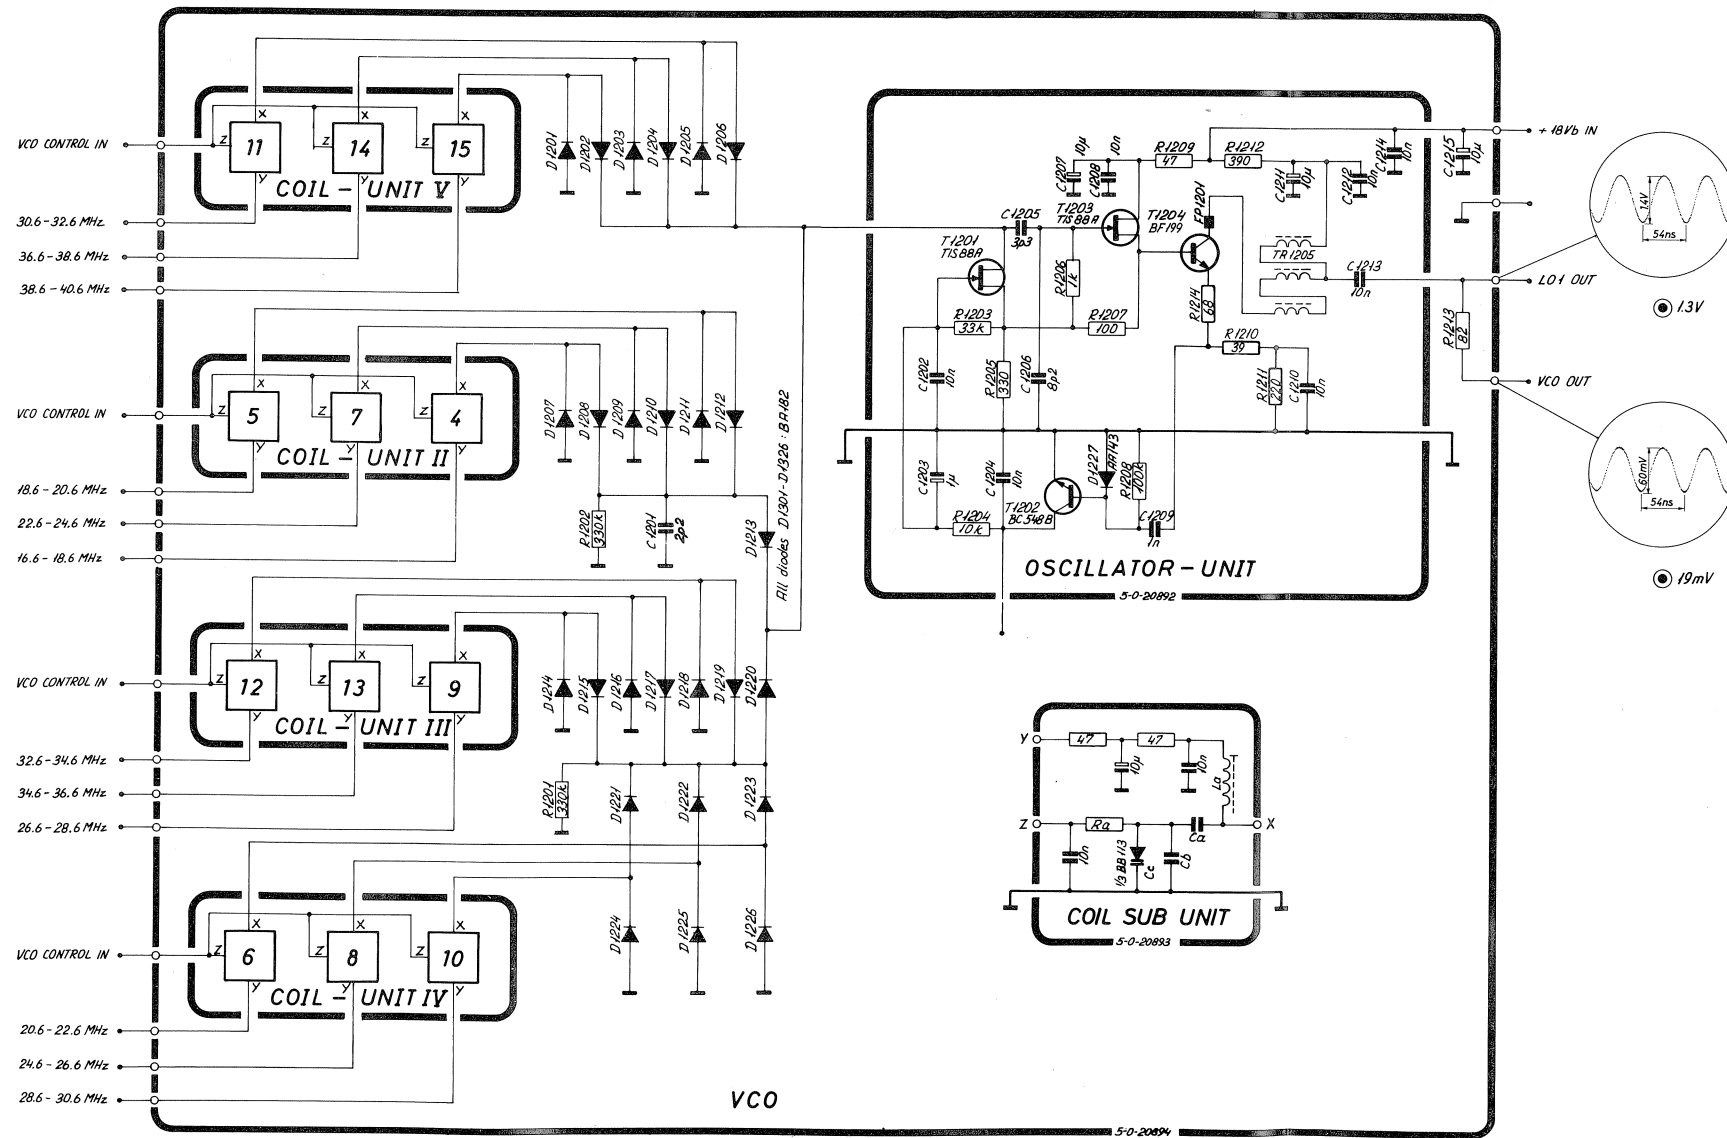 VCO CONTROL IN
30.6-32.6 MHz
36.6-38.6 MHz
38.6-40.6 MHz
Z
X
11
Y
X
14
Y
X
15
Y
COIL - UNIT V
D1201
D1202
D1203
D1204
D1205
D1206
VCO CONTROL IN
18.6-20.6 MHz
22.6-24.6 MHz
16.6-18.6 MHz
Z
X
5
Y
Z
X
7
Y
Z
X
4
Y
COIL - UNIT II
D1207
D1208
D1209
D1210
D1211
D1212
R1202
330k
C1201
2p2
D1213
All diodes D1301-D1326: BA182
VCO CONTROL IN
32.6-34.6 MHz
34.6-36.6 MHz
26.6-28.6 MHz
Z
X
12
Y
Z
X
13
Y
Z
X
9
Y
COIL - UNIT III
D1214
D1215
D1216
D1217
D1218
D1219
D1220
R1201
330k
D1221
D1222
D1223
VCO CONTROL IN
20.6-22.6 MHz
24.6-26.6 MHz
28.6-30.6 MHz
Z
X
6
Y
Z
X
8
Y
Z
X
10
Y
COIL - UNIT IV
D1224
D1225
D1226
VCO
5-0-20894
C1207
10µ
C1208
10n
R1209
47
R1212
390
C1211
10µ
C1212
10n
C1214
10n
C1215
10µ
+18Vb IN
T1201
TIS88A
C1205
3p3
T1203
TIS88A
T1204
BF199
FP1201
TR1205
C1213
10n
LO1 OUT
R1206
1k
R1203
33k
R1207
100
R1214
68
R1210
39
R1213
82
VCO OUT
C1202
10n
R1205
330
C1206
8p2
R1211
220
C1210
10n
C1203
1µ
C1204
10n
T1202
BC548B
D1227
AA143
R1208
100k
C1209
1n
R1204
10k
OSCILLATOR-UNIT
5-0-20892
1.4V
54ns
1.3V
60mV
54ns
19mV
Y
47
47
10µ
10n
La
Z
Ra
Ca
X
10n
1/3 BB113
Cc
Cb
COIL SUB UNIT
5-0-20893